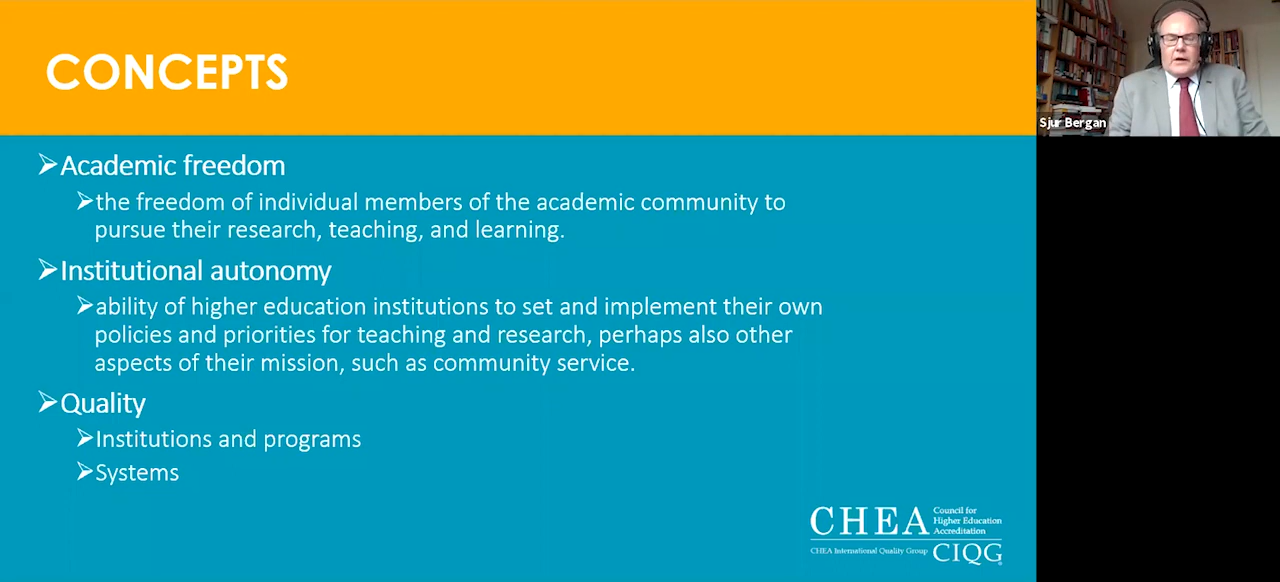 CONCEPTS
➢Academic freedom
➢the freedom of individual members of the academic community to
pursue their research, teaching, and learning.
➢Institutional autonomy
➢ability of higher education institutions to set and implement their own
policies and priorities for teaching and research, perhaps also other
aspects of their mission, such as community service.
➢Quality
➢Institutions and programs
➢Systems
Sjur Bergan
CHEA
Council for
Higher Education
Accreditation
CHEA International Quality Group
CIQG